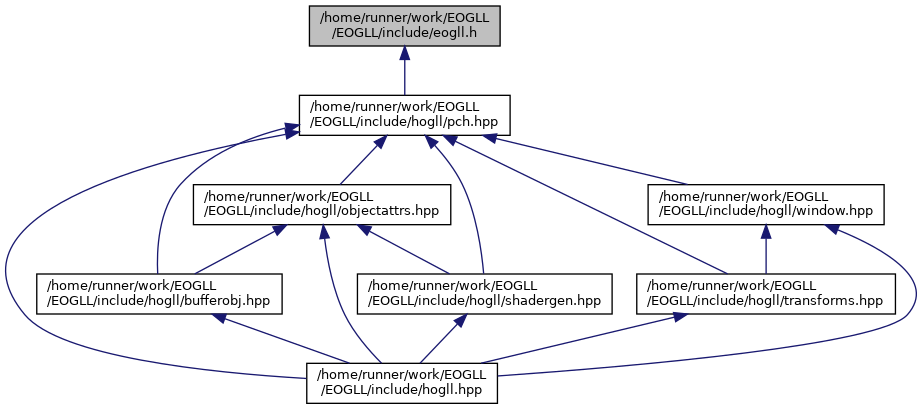 /home/runner/work/EOGLL
/EOGLL/include/eogll.h
/home/runner/work/EOGLL
/EOGLL/include/hogll/pch.hpp
/home/runner/work/EOGLL
/EOGLL/include/hogll/objectattrs.hpp
/home/runner/work/EOGLL
/EOGLL/include/hogll/window.hpp
/home/runner/work/EOGLL
/EOGLL/include/hogll/bufferobj.hpp
/home/runner/work/EOGLL
/EOGLL/include/hogll/shadergen.hpp
/home/runner/work/EOGLL
/EOGLL/include/hogll/transforms.hpp
/home/runner/work/EOGLL
/EOGLL/include/hogll.hpp